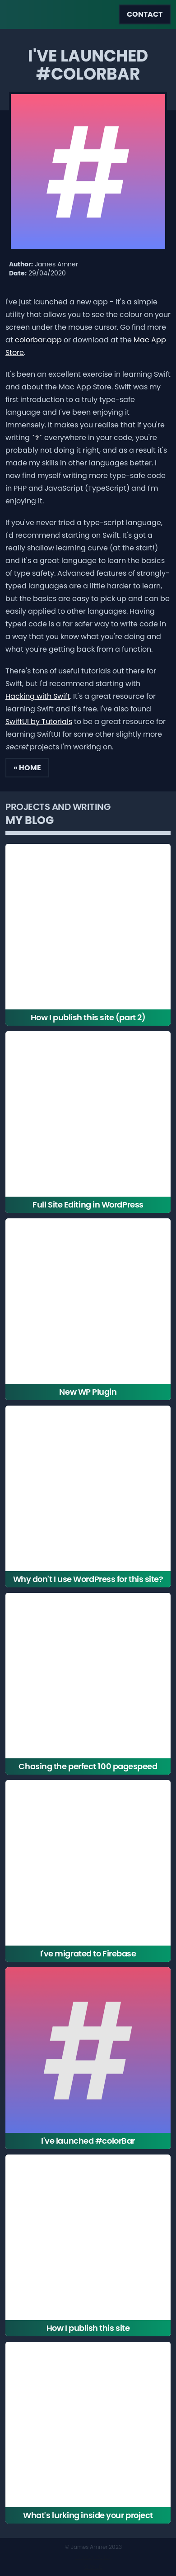 CONTACT
I'VE LAUNCHED
#COLORBAR
#
Author: James Amner
Date: 29/04/2020
I've just launched a new app - It's a simple
utility that allows you to see the colour on your
screen under the mouse cursor. Go find more
at colorbar.app or download at the Mac App
Store.
It's been an excellent exercise in learning Swift
and about the Mac App Store. Swift was my
first introduction to a truly type-safe
language and I've been enjoying it
immensely. It makes you realise that if you're
writing `?` everywhere in your code, you're
probably not doing it right, and as a result it's
made my skills in other languages better. I
now find myself writing more type-safe code
in PHP and JavaScript (TypeScript) and I'm
enjoying it.
If you've never tried a type-script language,
I'd recommend starting on Swift. It's got a
really shallow learning curve (at the start!)
and it's a great language to learn the basics
of type safety. Advanced features of strongly-
typed languages are a little harder to learn,
but the basics are easy to pick up and can be
easily applied to other languages. Having
typed code is a far safer way to write code in
a way that you know what you're doing and
what you're getting back from a function.
There's tons of useful tutorials out there for
Swift, but I'd recommend starting with
Hacking with Swift. It's a great resource for
learning Swift and it's free. I've also found
SwiftUI by Tutorials to be a great resource for
learning SwiftUI for some other slightly more
secret projects I'm working on.
« HOME
PROJECTS AND WRITING
MY BLOG
How I publish this site (part 2)
Full Site Editing in WordPress
New WP Plugin
Why don't I use WordPress for this site?
Chasing the perfect 100 pagespeed
I've migrated to Firebase
#
I've launched #colorBar
How I publish this site
What's lurking inside your project
© James Amner 2023